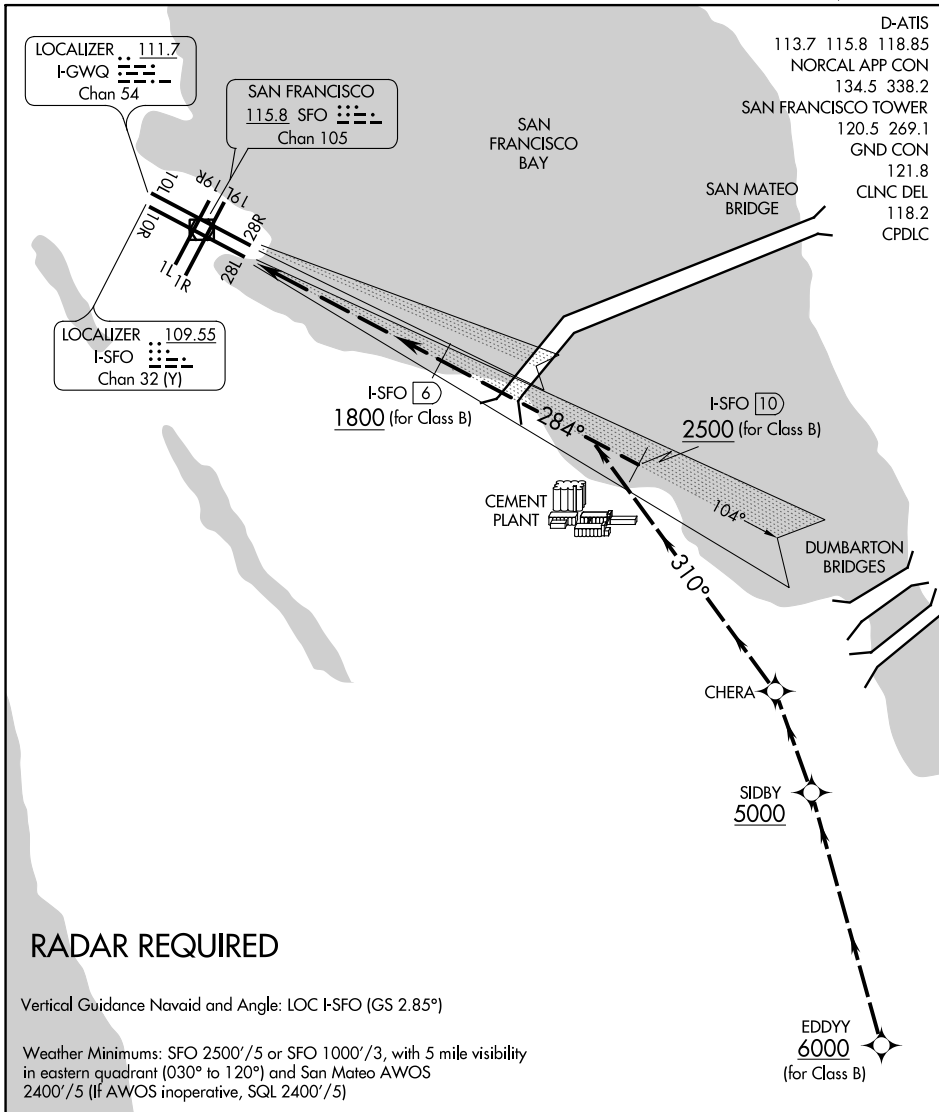 D-ATIS
113.7 115.8 118.85
NORCAL APP CON
134.5 338.2
SAN FRANCISCO TOWER
120.5 269.1
GND CON
121.8
CLNC DEL
118.2
CPDLC
LOCALIZER 111.7
I-GWQ
Chan 54
SAN FRANCISCO
115.8 SFO
Chan 105
SAN
FRANCISCO
BAY
SAN MATEO
BRIDGE
10L
19R
19L
10R
28R
1L
1R
28L
LOCALIZER 109.55
I-SFO
Chan 32 (Y)
I-SFO 6
1800 (for Class B)
284°
I-SFO 10
2500 (for Class B)
CEMENT
PLANT
104°
DUMBARTON
BRIDGES
310°
CHERA
SIDBY
5000
RADAR REQUIRED
Vertical Guidance Navaid and Angle: LOC I-SFO (GS 2.85°)
Weather Minimums: SFO 2500'/5 or SFO 1000'/3, with 5 mile visibility
in eastern quadrant (030° to 120°) and San Mateo AWOS
2400'/5 (If AWOS inoperative, SQL 2400'/5)
EDDYY
6000
(for Class B)